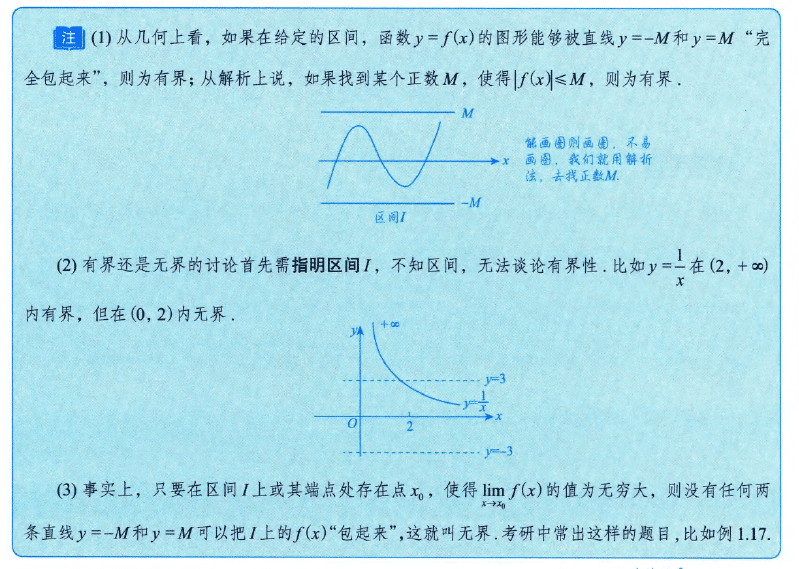 注 (1) 从几何上看，如果在给定的区间，函数 y = f(x) 的图形能够被直线 y = -M 和 y = M “完
全包起来”，则为有界；从解析上说，如果找到某个正数 M，使得|f(x)|≤M，则为有界．
M
x
-M
区间I
能画图则画图，不易
画图，我们就用解析
法，去找正数M.
(2) 有界还是无界的讨论首先需指明区间 I，不知区间，无法谈论有界性．比如 y = 1/x 在 (2, +∞)
内有界，但在 (0, 2) 内无界．
y
+∞
y=3
y=1/x
x
O
2
y=-3
(3) 事实上，只要在区间 I 上或其端点处存在点 x₀，使得 lim x→x₀ f(x) 的值为无穷大，则没有任何两
条直线 y = -M 和 y = M 可以把 I 上的 f(x)“包起来”，这就叫无界．考研中常出这样的题目，比如例 1.17.